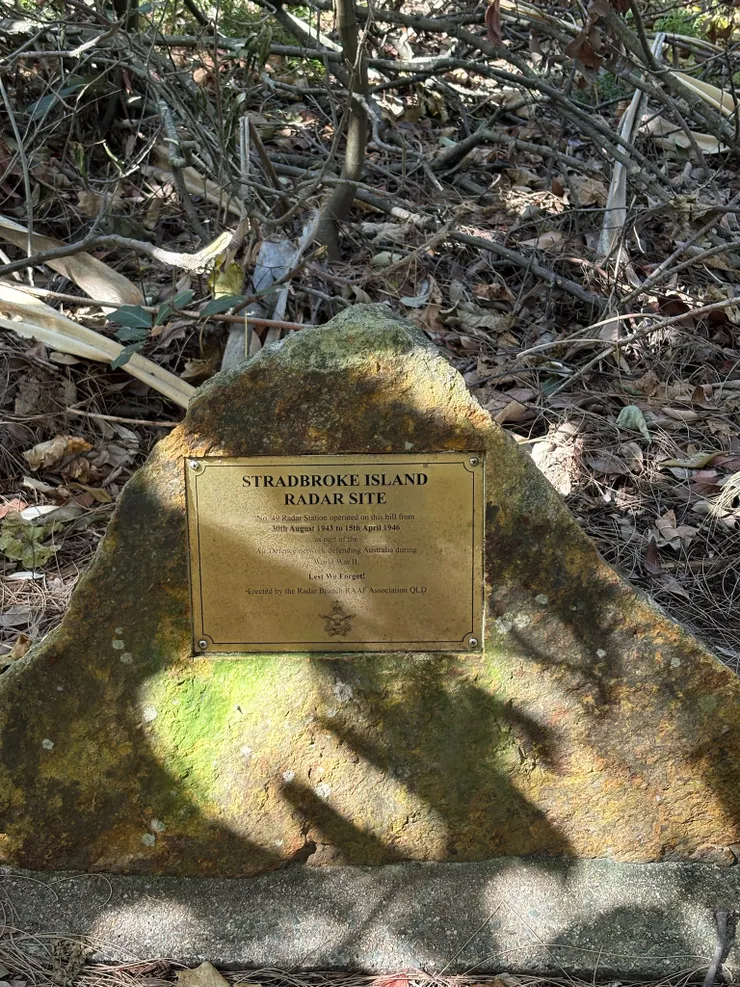 STRADBROKE ISLAND
RADAR SITE
No. 49 Radar Station operated on this hill from
30th August 1943 to 15th April 1946
as part of the
Air Defence network defending Australia during
World War II
Lest We Forget!
Erected by the Radar Branch RAAF Association QLD